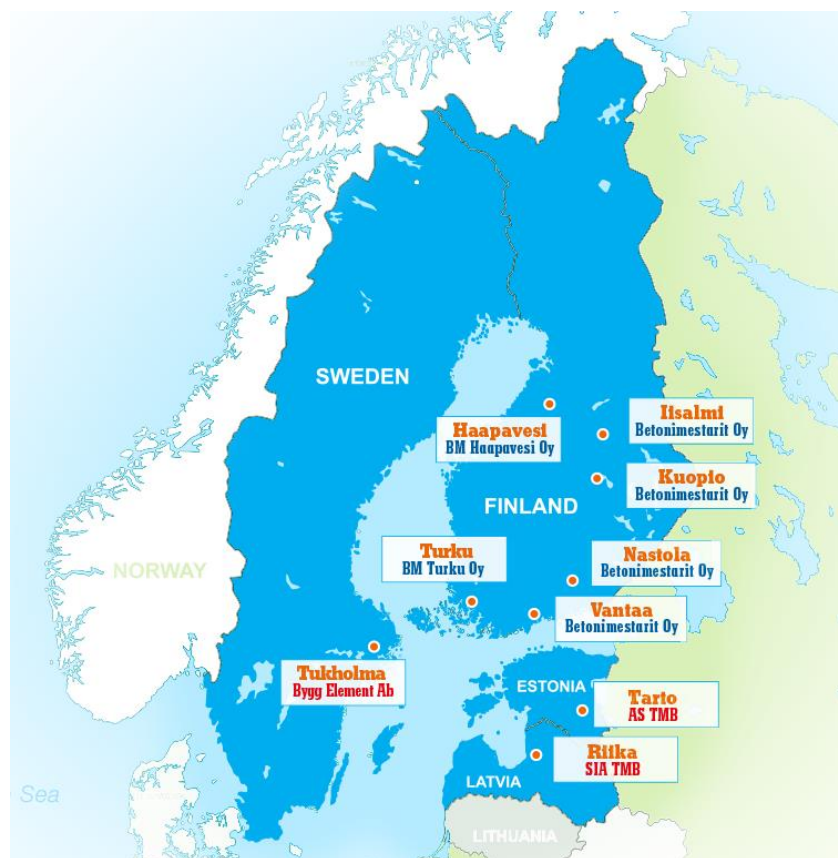 SWEDEN
Haapavesi
BM Haapavesi Oy
Iisalmi
Betonimestarit Oy
Kuopio
Betonimestarit Oy
FINLAND
Turku
BM Turku Oy
Nastola
Betonimestarit Oy
NORWAY
Vantaa
Betonimestarit Oy
Tukholma
Bygg Element Ab
ESTONIA
Tarto
AS TMB
Riika
SIA TMB
LATVIA
Sea
LITHUANIA